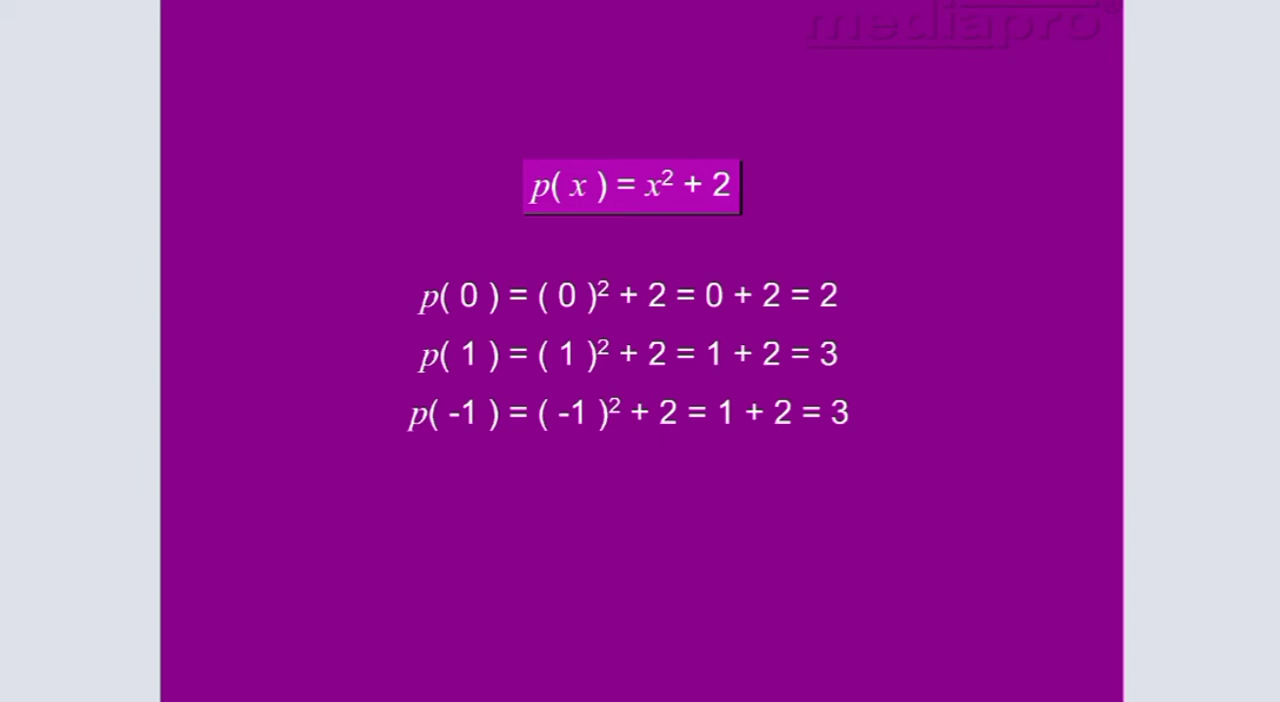 mediapro
p( x ) = x² + 2
p( 0 ) = ( 0 )² + 2 = 0 + 2 = 2
p( 1 ) = ( 1 )² + 2 = 1 + 2 = 3
p( -1 ) = ( -1 )² + 2 = 1 + 2 = 3